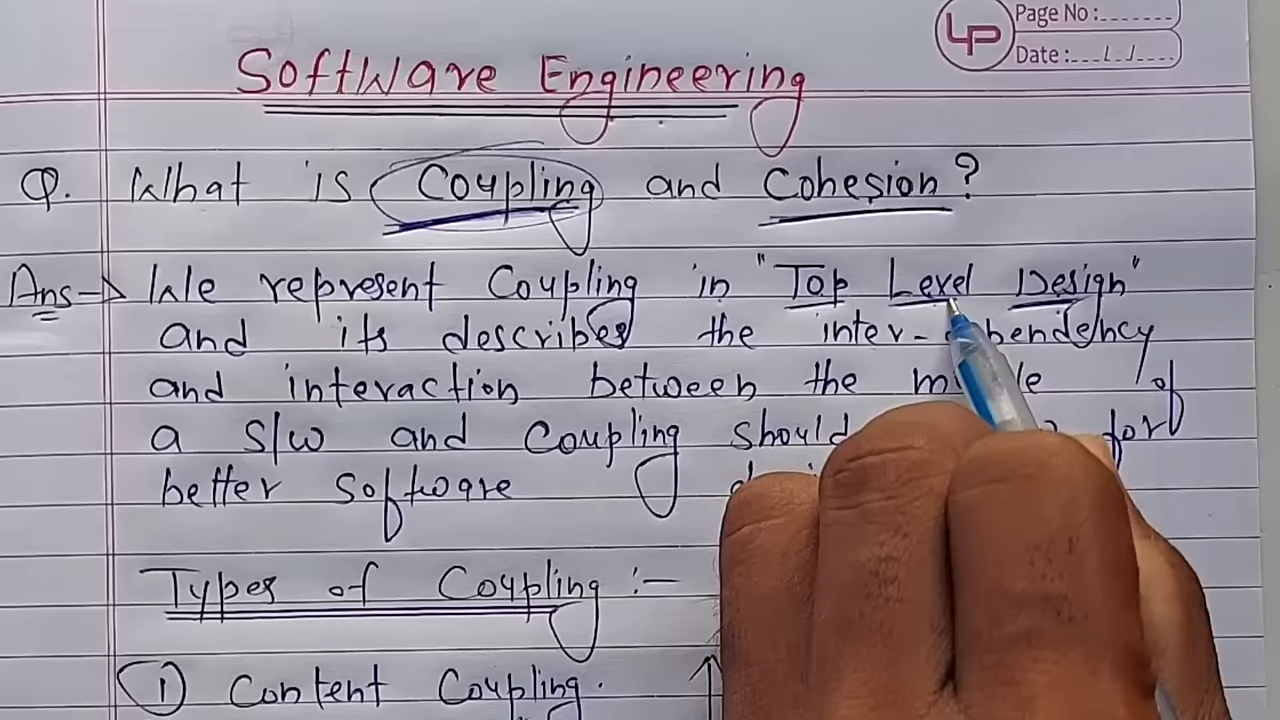 LP
Page No :
Date :
Software Engineering
Q. What is Coupling and Cohesion?
Ans→ We represent Coupling in "Top Level Design"
and its describes the inter-
and interaction between the of
a S/W and Coupling should for
better software
Types of Coupling :-
① Content Coupling.